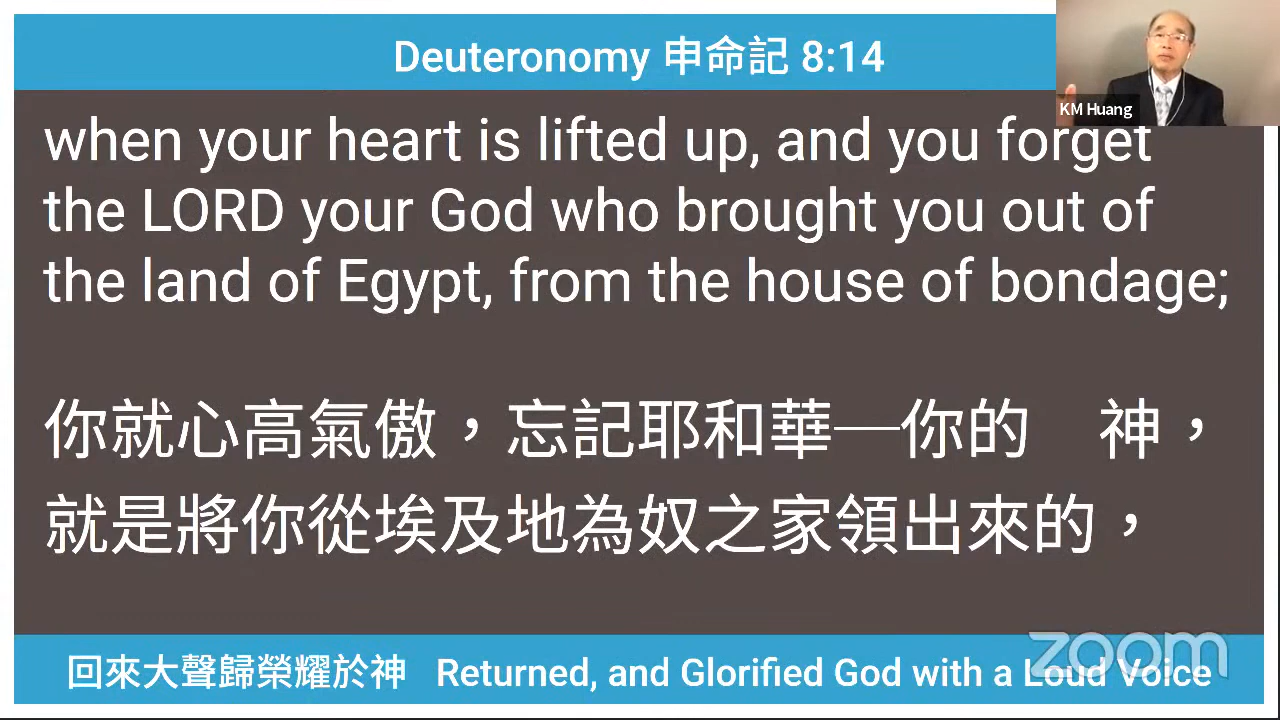 Deuteronomy 申命記 8:14
KM Huang
when your heart is lifted up, and you forget
the LORD your God who brought you out of
the land of Egypt, from the house of bondage;
你就心高氣傲，忘記耶和華─你的　神，
就是將你從埃及地為奴之家領出來的，
zoom
回來大聲歸榮耀於神 Returned, and Glorified God with a Loud Voice